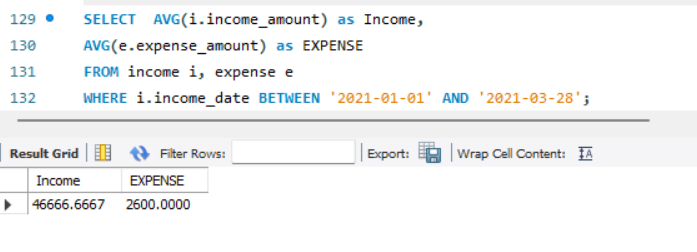 129 SELECT AVG(i.income_amount) as Income,
130 AVG(e.expense_amount) as EXPENSE
131 FROM income i, expense e
132 WHERE i.income_date BETWEEN '2021-01-01' AND '2021-03-28';
Result Grid Filter Rows: Export: Wrap Cell Content: IA
Income EXPENSE
46666.6667 2600.0000